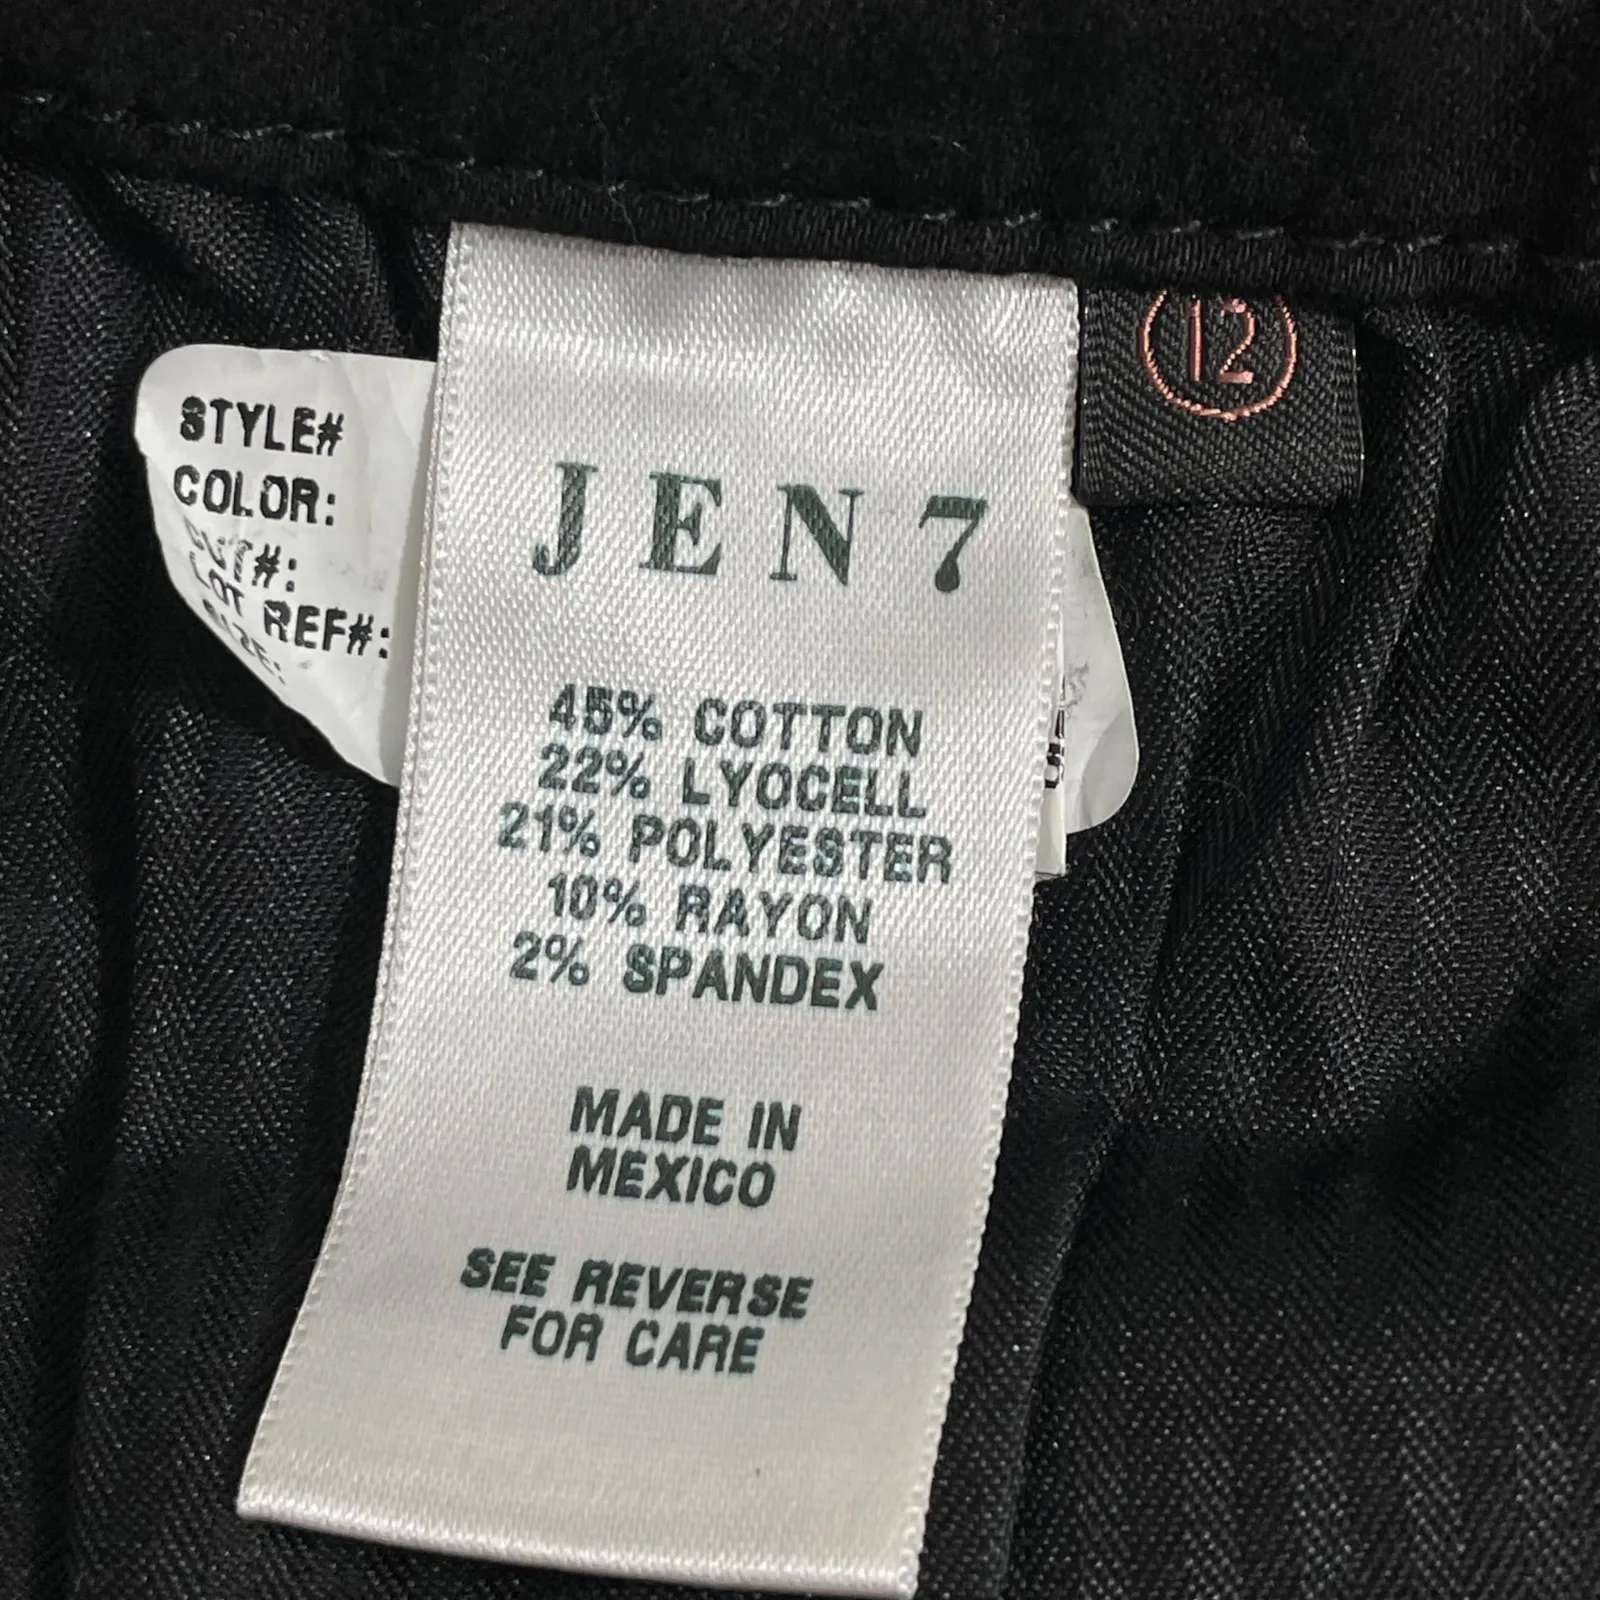 12
STYLE#
COLOR:
CUT#:
LOT REF#:
SIZE:
JEN7
45% COTTON
22% LYOCELL
21% POLYESTER
10% RAYON
2% SPANDEX
MADE IN
MEXICO
SEE REVERSE
FOR CARE